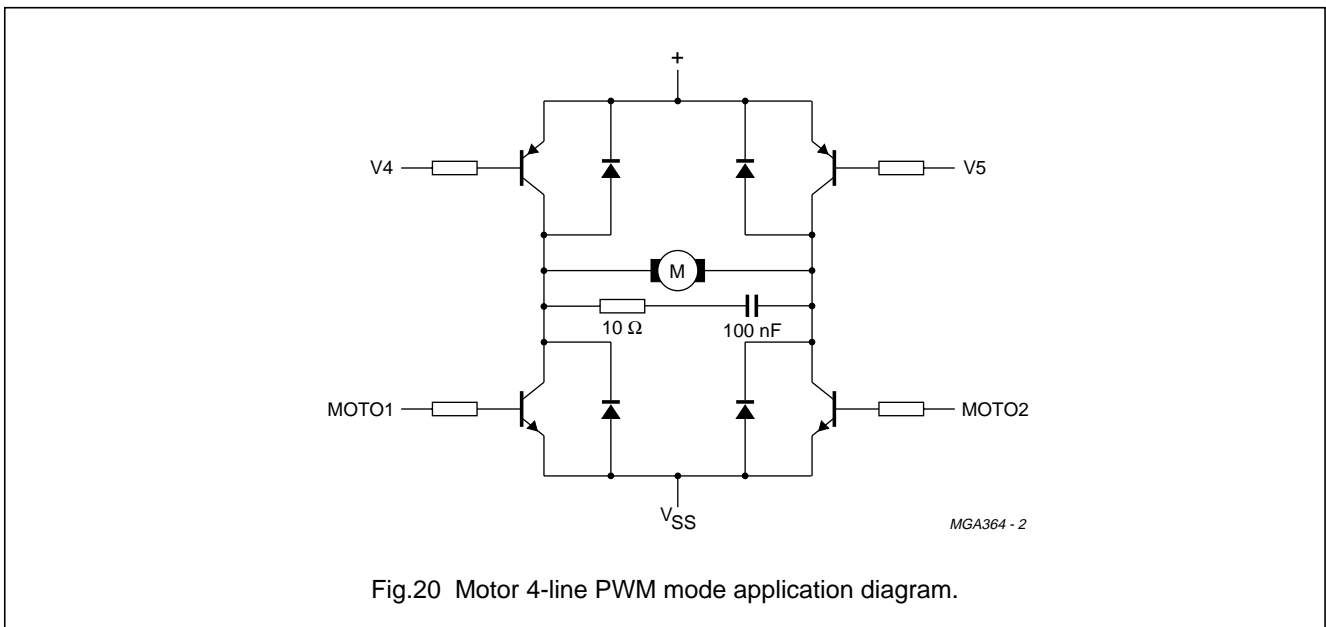 +
V4
V5
M
10 Ω
100 nF
MOTO1
MOTO2
VSS
MGA364 - 2
Fig.20 Motor 4-line PWM mode application diagram.